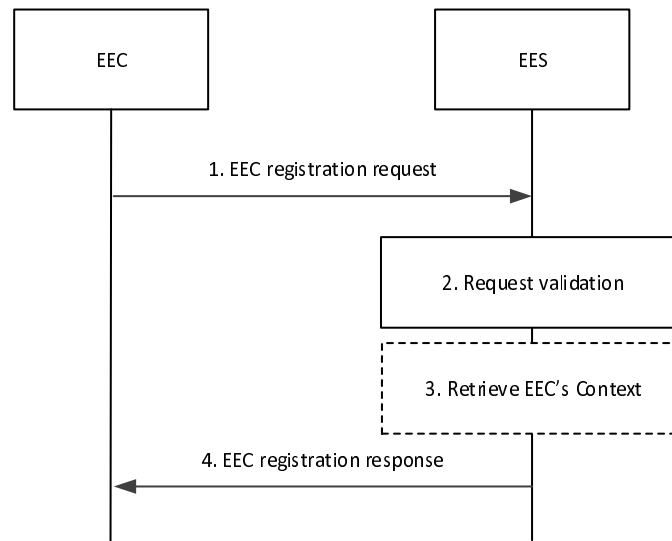 EEC
EES
1. EEC registration request
2. Request validation
3. Retrieve EEC's Context
4. EEC registration response